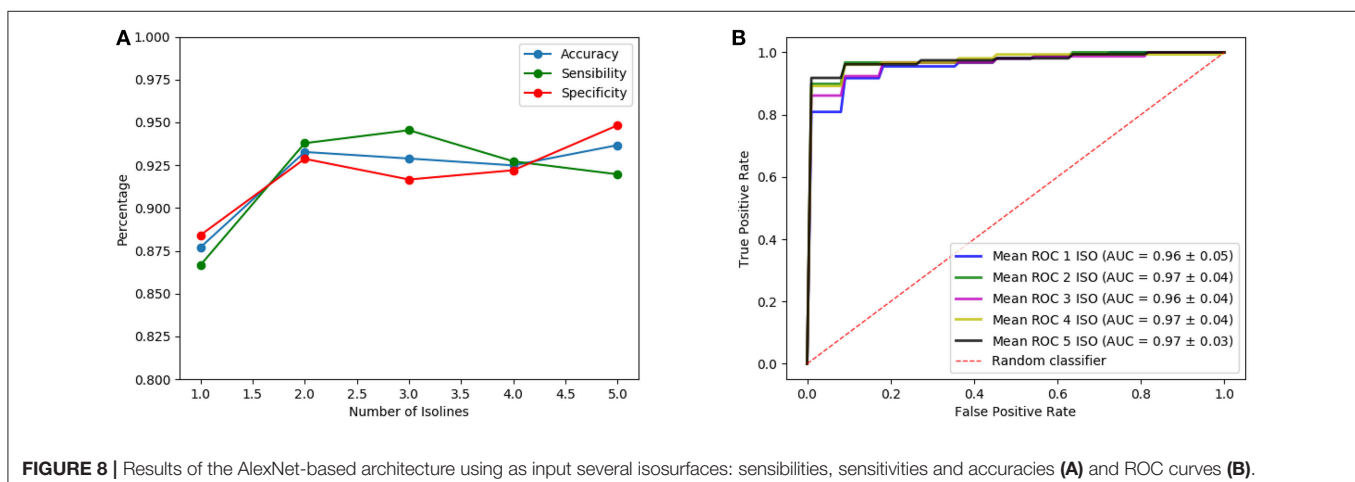 A
1.000
0.975
0.950
0.925
0.900
0.875
0.850
0.825
0.800
Percentage
Accuracy
Sensibility
Specificity
1.0 1.5 2.0 2.5 3.0 3.5 4.0 4.5 5.0
Number of Isolines
B
1.0
0.8
0.6
0.4
0.2
0.0
True Positive Rate
Mean ROC 1 ISO (AUC = 0.96 ± 0.05)
Mean ROC 2 ISO (AUC = 0.97 ± 0.04)
Mean ROC 3 ISO (AUC = 0.96 ± 0.04)
Mean ROC 4 ISO (AUC = 0.97 ± 0.04)
Mean ROC 5 ISO (AUC = 0.97 ± 0.03)
Random classifier
0.0 0.2 0.4 0.6 0.8 1.0
False Positive Rate
FIGURE 8 | Results of the AlexNet-based architecture using as input several isosurfaces: sensibilities, sensitivities and accuracies (A) and ROC curves (B).